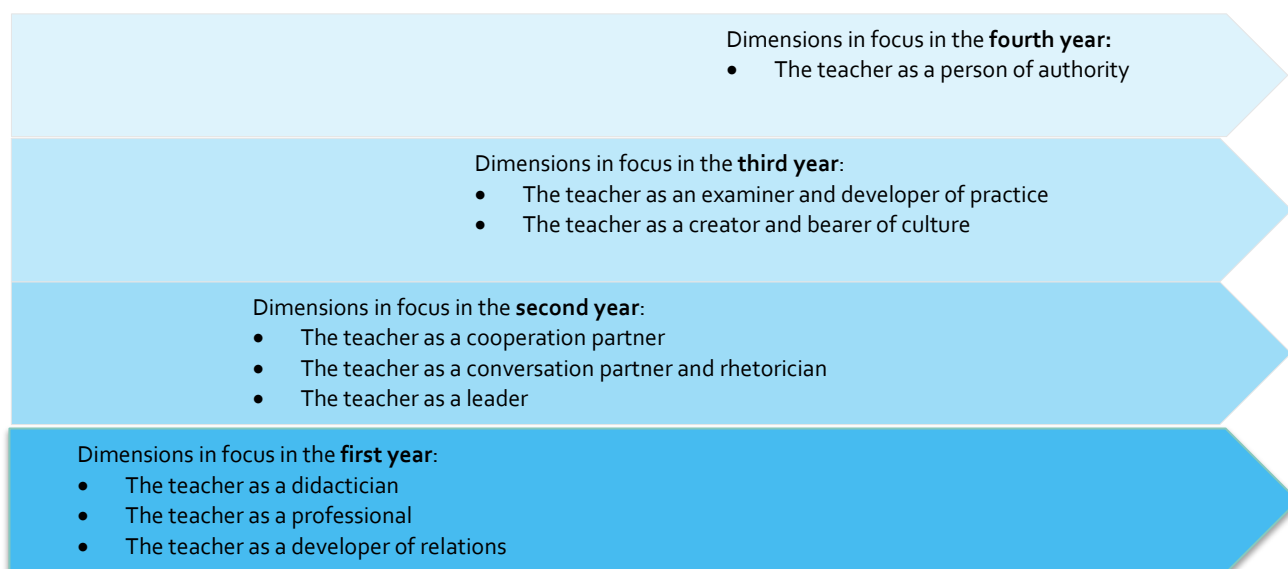 Dimensions in focus in the fourth year:
• The teacher as a person of authority
Dimensions in focus in the third year:
• The teacher as an examiner and developer of practice
• The teacher as a creator and bearer of culture
Dimensions in focus in the second year:
• The teacher as a cooperation partner
• The teacher as a conversation partner and rhetorician
• The teacher as a leader
Dimensions in focus in the first year:
• The teacher as a didactician
• The teacher as a professional
• The teacher as a developer of relations